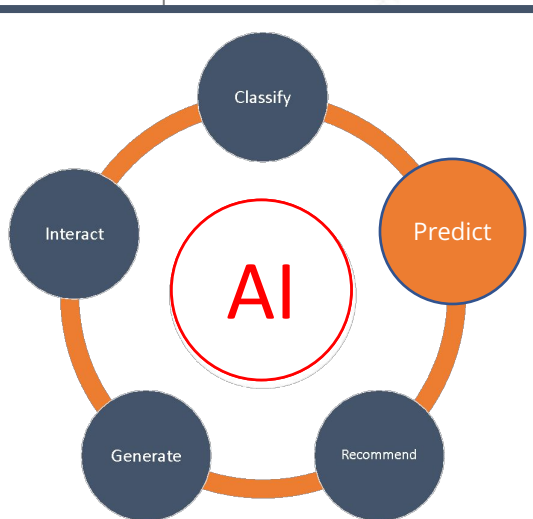 Classify
Predict
Interact
AI
Generate
Recommend